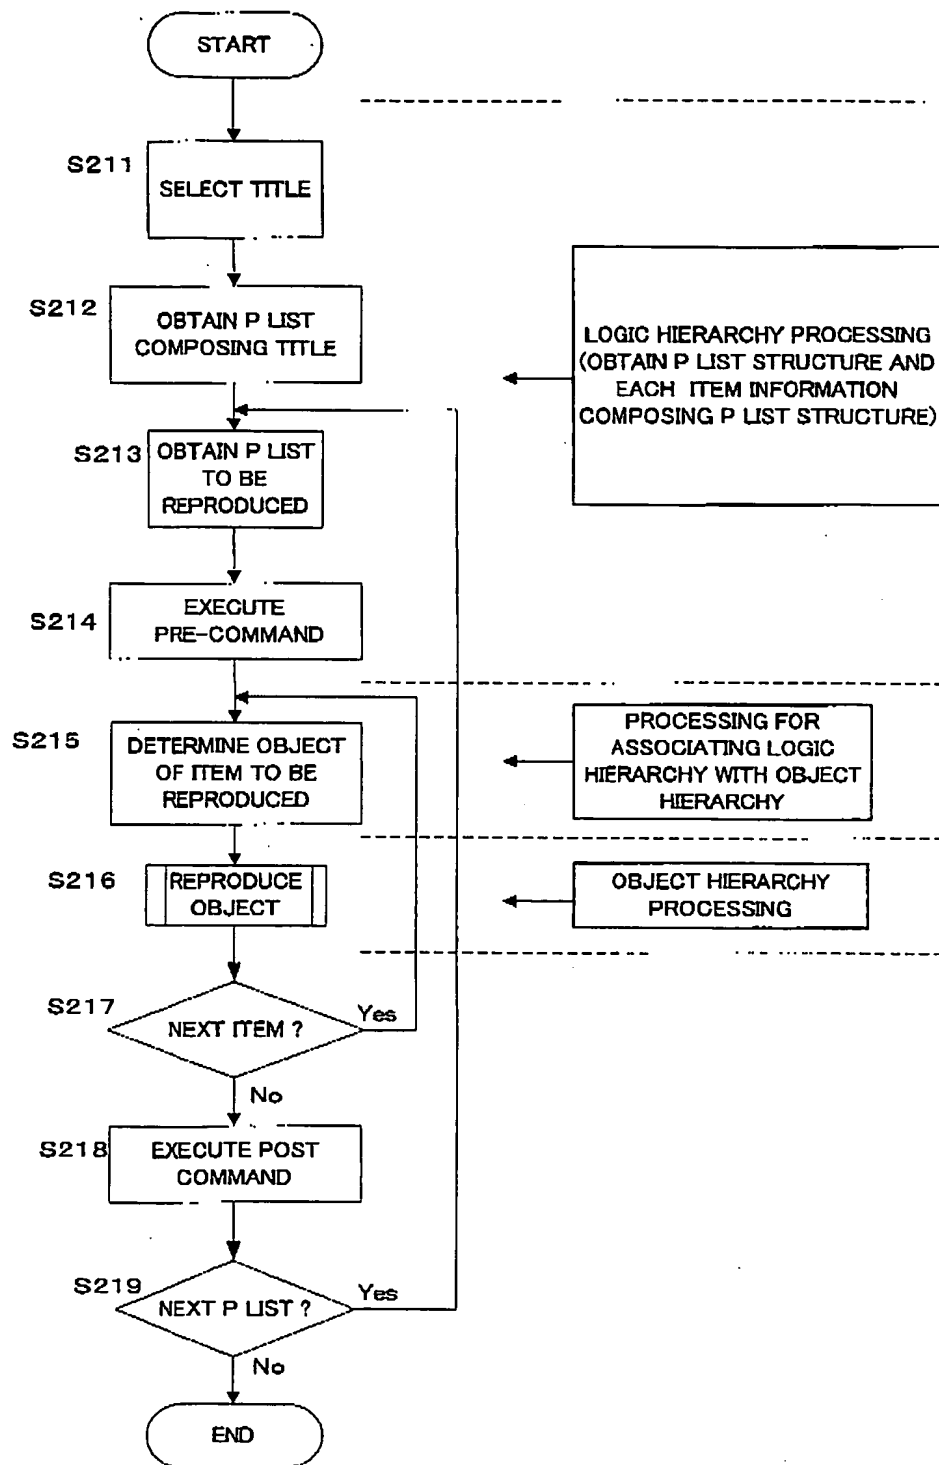 START
S211
SELECT TITLE
S212
OBTAIN P LIST
COMPOSING TITLE
LOGIC HIERARCHY PROCESSING
(OBTAIN P LIST STRUCTURE AND
EACH ITEM INFORMATION
COMPOSING P LIST STRUCTURE)
S213
OBTAIN P LIST
TO BE
REPRODUCED
S214
EXECUTE
PRE-COMMAND
S215
DETERMINE OBJECT
OF ITEM TO BE
REPRODUCED
PROCESSING FOR
ASSOCIATING LOGIC
HIERARCHY WITH OBJECT
HIERARCHY
S216
REPRODUCE
OBJECT
OBJECT HIERARCHY
PROCESSING
S217
NEXT ITEM ?
Yes
No
S218
EXECUTE POST
COMMAND
S219
NEXT P LIST ?
Yes
No
END